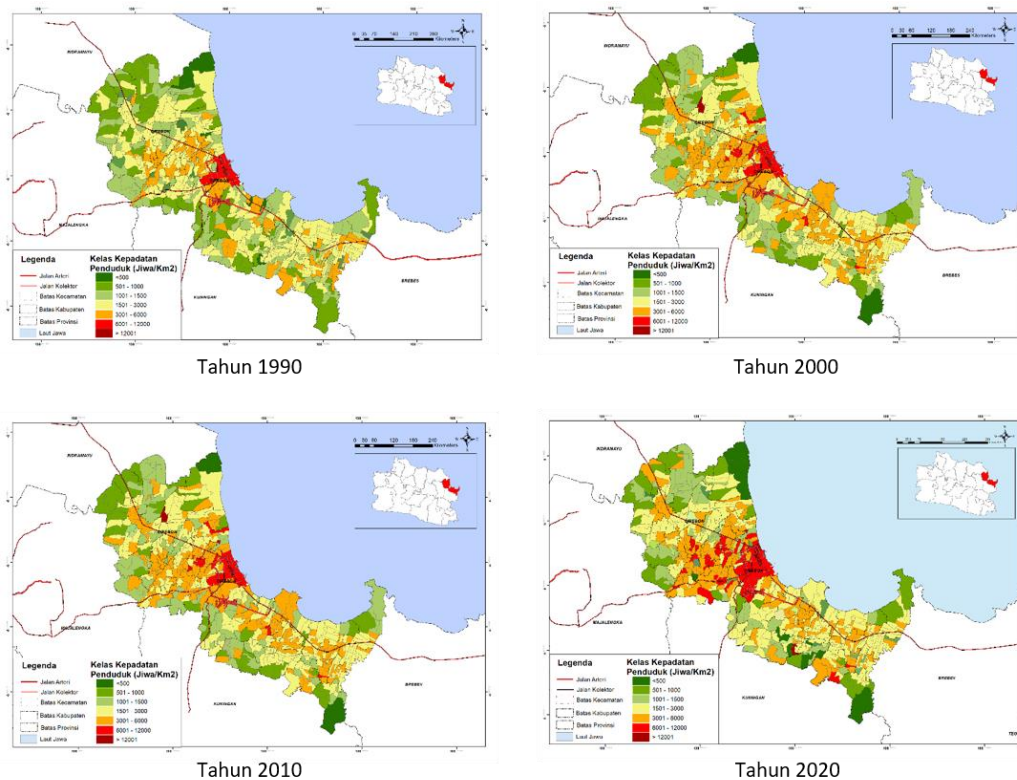 INDRAMAYU
Kilometers
CIREBON
MAJALENGKA
KUNINGAN
BREBES
Legenda
Jalan Arteri
Jalan Kolektor
Batas Kecamatan
Batas Kabupaten
Batas Provinsi
Laut Jawa
Kelas Kepadatan
Penduduk (Jiwa/Km2)
<500
501 - 1000
1001 - 1500
1501 - 3000
3001 - 6000
6001 - 12000
> 12001
Tahun 1990
INDRAMAYU
Kilometers
CIREBON
MAJALENGKA
KUNINGAN
BREBES
Legenda
Jalan Arteri
Jalan Kolektor
Batas Kecamatan
Batas Kabupaten
Batas Provinsi
Laut Jawa
Kelas Kepadatan
Penduduk (Jiwa/Km2)
<500
501 - 1000
1001 - 1500
1501 - 3000
3001 - 6000
6001 - 12000
> 12001
Tahun 2000
INDRAMAYU
Kilometers
CIREBON
MAJALENGKA
KUNINGAN
BREBES
Legenda
Jalan Arteri
Jalan Kolektor
Batas Kecamatan
Batas Kabupaten
Batas Provinsi
Laut Jawa
Kelas Kepadatan
Penduduk (Jiwa/Km2)
<500
501 - 1000
1001 - 1500
1501 - 3000
3001 - 6000
6001 - 12000
> 12001
Tahun 2010
INDRAMAYU
CIREBON
MAJALENGKA
KUNINGAN
BREBES
Legenda
Jalan Arteri
Jalan Kolektor
Batas Kecamatan
Batas Kabupaten
Batas Provinsi
Laut Jawa
Kelas Kepadatan
Penduduk (Jiwa/Km2)
<500
501 - 1000
1001 - 1500
1501 - 3000
3001 - 6000
6001 - 12000
> 12001
Tahun 2020